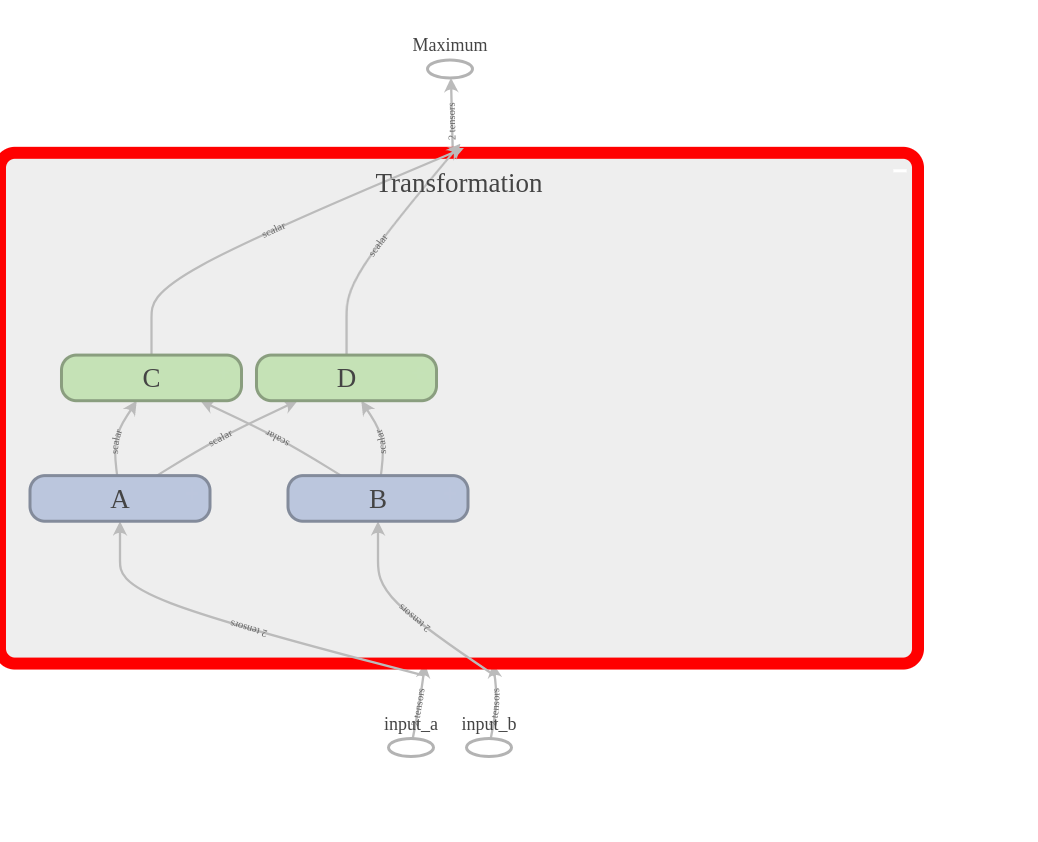 Maximum
2 tensors
Transformation
scalar
scalar
C
D
scalar
scalar
scalar
scalar
A
B
2 tensors
2 tensors
tensors
tensors
input_a
input_b